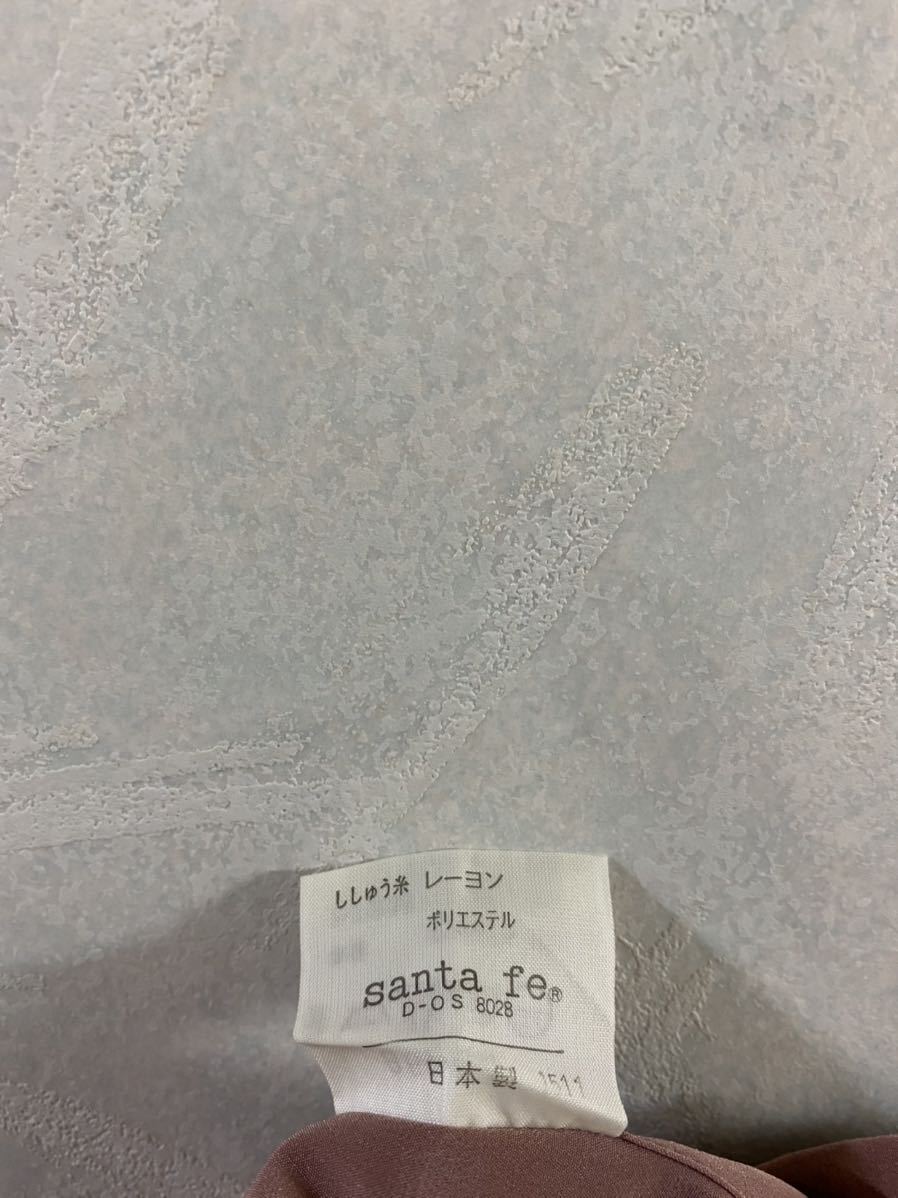 ししゅう糸 レーヨン
ポリエステル
santa fe®
D-OS 8028
日本製 1511